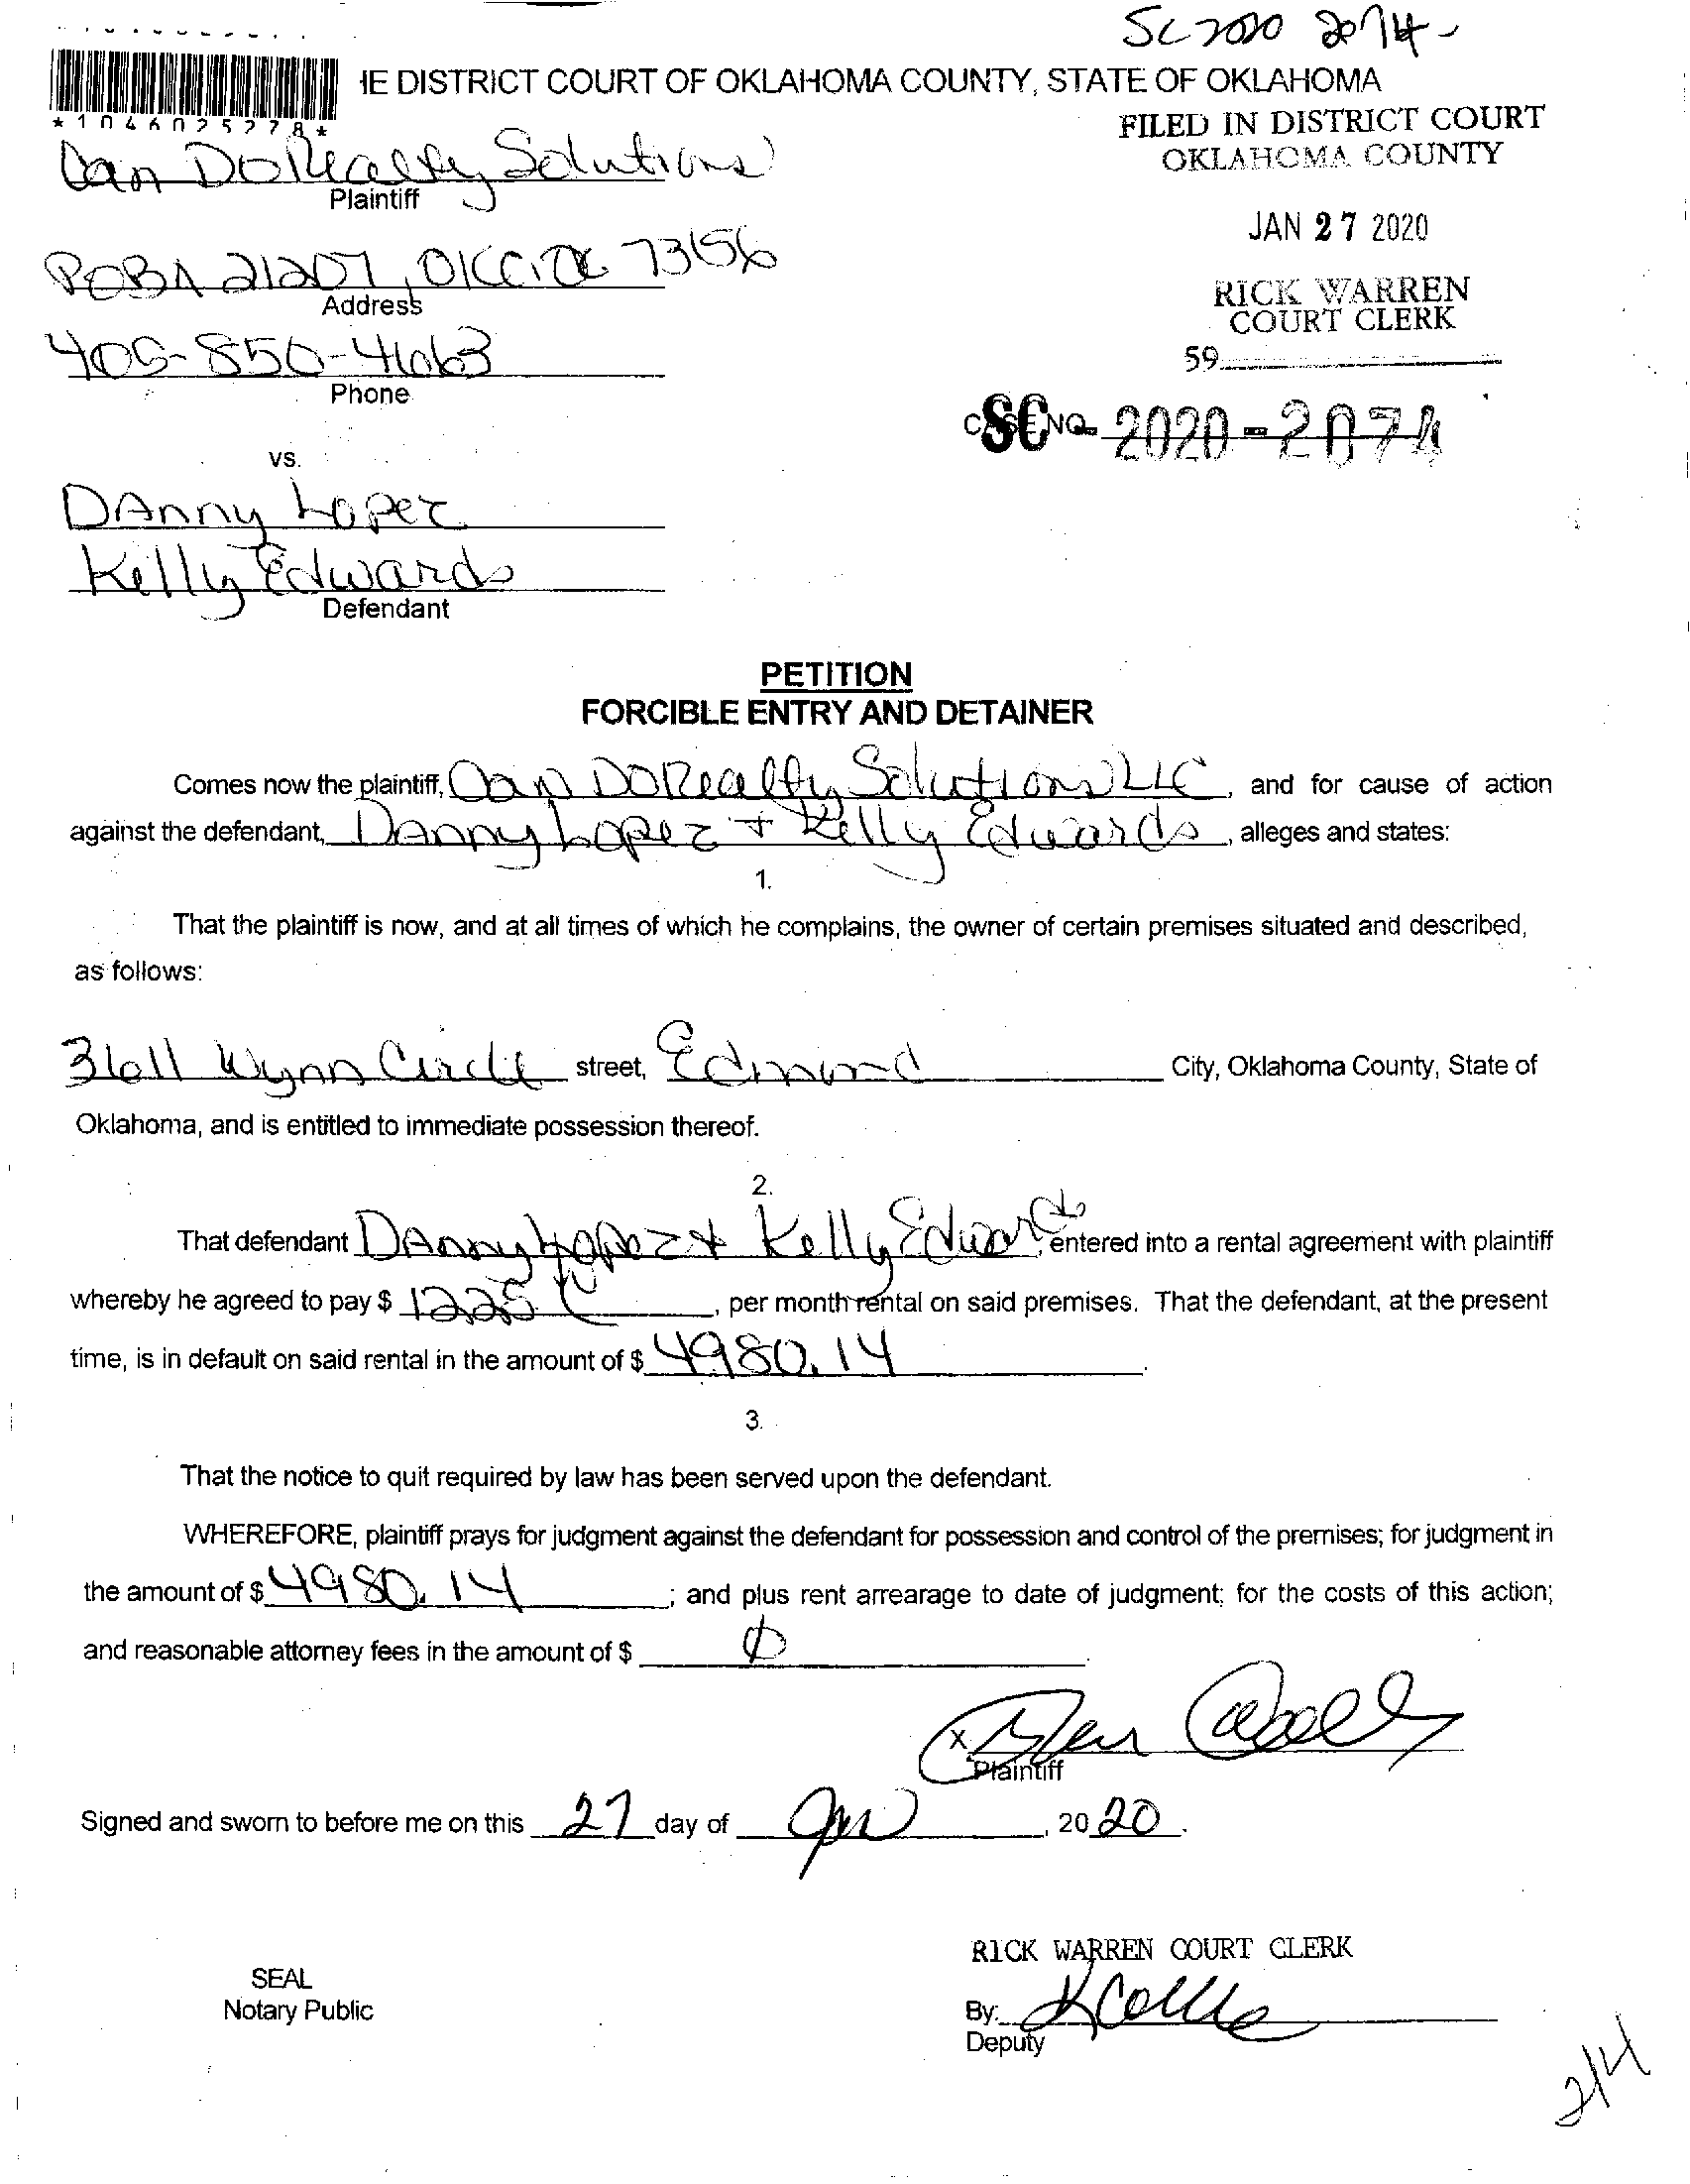 SC 2020 2074
IE DISTRICT COURT OF OKLAHOMA COUNTY, STATE OF OKLAHOMA
*1046025278*
FILED IN DISTRICT COURT
OKLAHOMA COUNTY
Can Do Realty Solutions
Plaintiff
JAN 27 2020
21207, OKC, OK 73156
Address
RICK WARREN
COURT CLERK
405-850-4663
59
Phone
CASE NO.
SC-2020-2074
vs.
DAnny Lopez
Kelly Edwards
Defendant
PETITION
FORCIBLE ENTRY AND DETAINER
Comes now the plaintiff, Can DO Realty Solutions LLC, and for cause of action
against the defendant, Danny Lopez + Kelly Edwards, alleges and states:
1.
That the plaintiff is now, and at all times of which he complains, the owner of certain premises situated and described,
as follows:
3611 Wynn Circle street, Edmond City, Oklahoma County, State of
Oklahoma, and is entitled to immediate possession thereof.
2.
That defendant DAnny Lopez + Kelly Edwards, entered into a rental agreement with plaintiff
whereby he agreed to pay $ 1225, per month rental on said premises. That the defendant, at the present
time, is in default on said rental in the amount of $ 4980.14.
3.
That the notice to quit required by law has been served upon the defendant.
WHEREFORE, plaintiff prays for judgment against the defendant for possession and control of the premises; for judgment in
the amount of $ 4980.14; and plus rent arrearage to date of judgment; for the costs of this action;
and reasonable attorney fees in the amount of $ 0.
X
Plaintiff
Signed and sworn to before me on this 27 day of Jan, 2020.
RICK WARREN COURT CLERK
SEAL
Notary Public
By:
Deputy
2/4